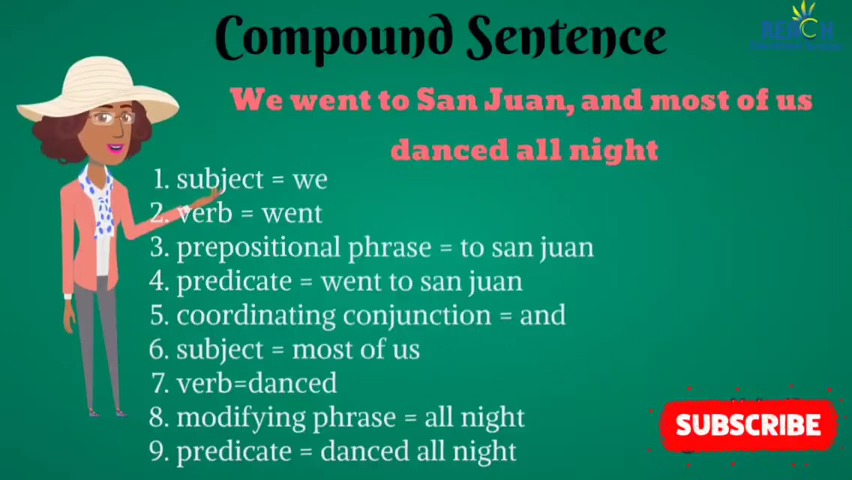 Compound Sentence
We went to San Juan, and most of us
danced all night
1. subject = we
2. verb = went
3. prepositional phrase = to san juan
4. predicate = went to san juan
5. coordinating conjunction = and
6. subject = most of us
7. verb=danced
8. modifying phrase = all night
9. predicate = danced all night
SUBSCRIBE